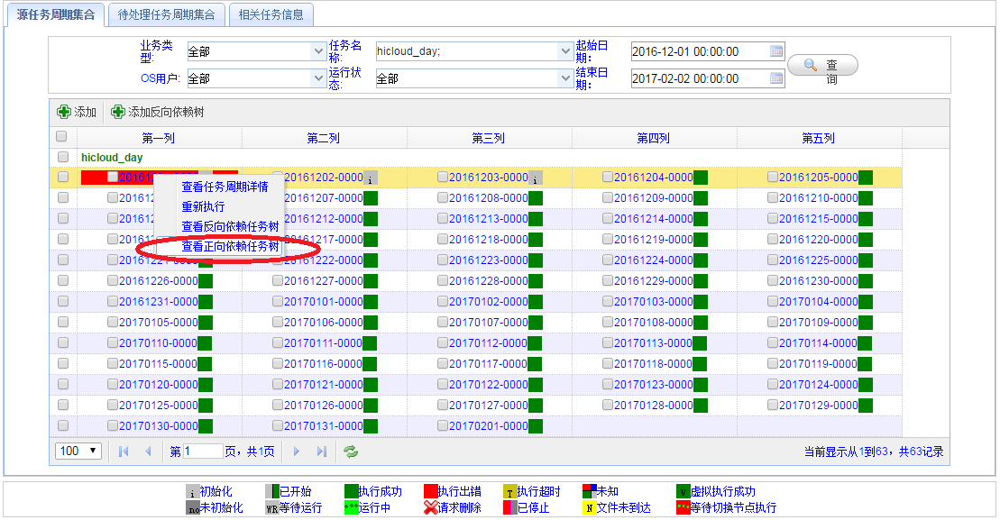 源任务周期集合 待处理任务周期集合 相关任务信息
业务类型: 全部 任务名称: hicloud_day; 起始日期: 2016-12-01 00:00:00 查询
OS用户: 全部 运行状态: 全部 结束日期: 2017-02-02 00:00:00
添加 添加反向依赖树
第一列 第二列 第三列 第四列 第五列
hicloud_day
20161202-0000 i 20161203-0000 i 20161204-0000 20161205-0000
查看任务周期详情
重新执行
查看反向依赖任务树
查看正向依赖任务树
20161207-0000 20161208-0000 20161209-0000 20161210-0000
20161212-0000 20161213-0000 20161214-0000 20161215-0000
20161217-0000 20161218-0000 20161219-0000 20161220-0000
20161221-0000 20161222-0000 20161223-0000 20161224-0000 20161225-0000
20161226-0000 20161227-0000 20161228-0000 20161229-0000 20161230-0000
20161231-0000 20170101-0000 20170102-0000 20170103-0000 20170104-0000
20170105-0000 20170106-0000 20170107-0000 20170108-0000 20170109-0000
20170110-0000 20170111-0000 20170112-0000 20170113-0000 20170114-0000
20170115-0000 20170116-0000 20170117-0000 20170118-0000 20170119-0000
20170120-0000 20170121-0000 20170122-0000 20170123-0000 20170124-0000
20170125-0000 20170126-0000 20170127-0000 20170128-0000 20170129-0000
20170130-0000 20170131-0000 20170201-0000
100 第 1 页，共1页 当前显示从1到63，共63记录
i 初始化 已开始 执行成功 执行出错 T 执行超时 未知 V 虚拟执行成功
no 未初始化 WR 等待运行 运行中 请求删除 已停止 N 文件未到达 等待切换节点执行